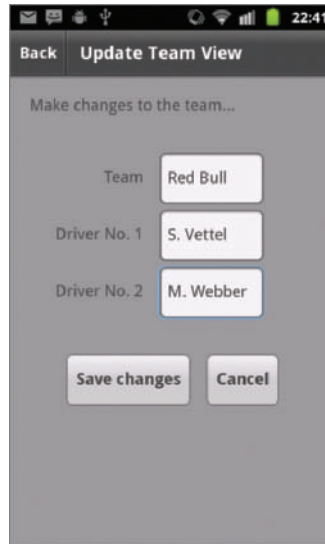 22:41
Back Update Team View
Make changes to the team...
Team Red Bull
Driver No. 1 S. Vettel
Driver No. 2 M. Webber
Save changes Cancel